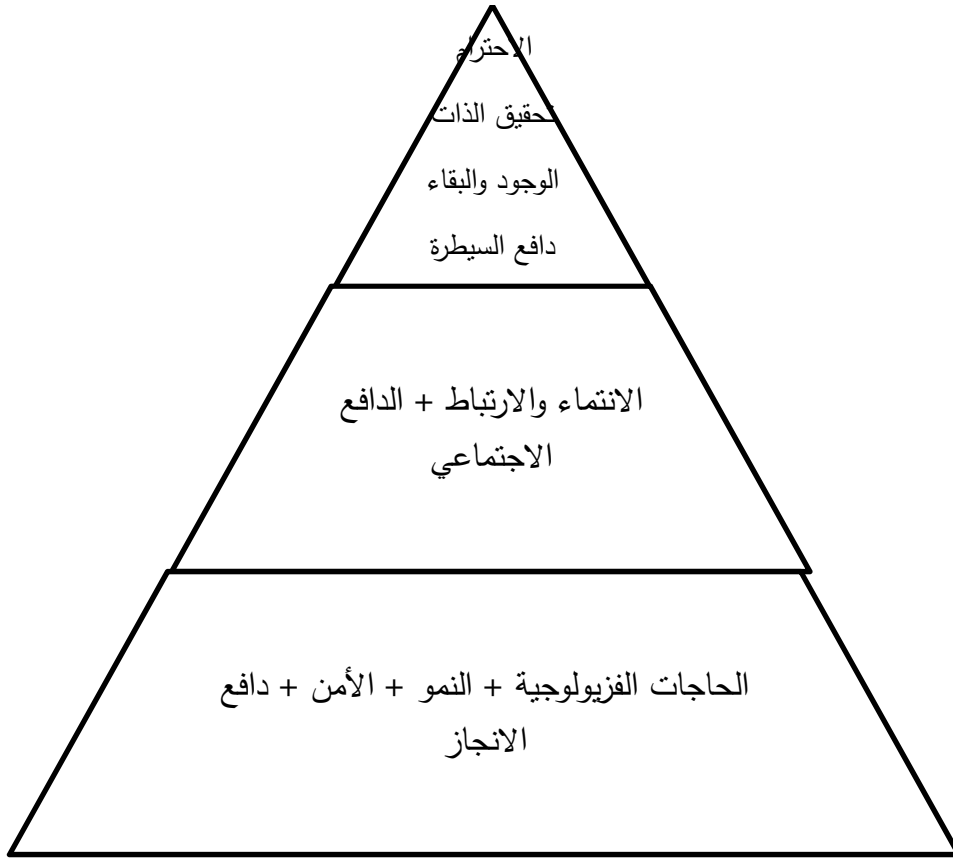 الاحترام
تحقيق الذات
الوجود والبقاء
دافع السيطرة
الانتماء والارتباط + الدافع
الاجتماعي
الحاجات الفزيولوجية + النمو + الأمن + دافع
الانجاز